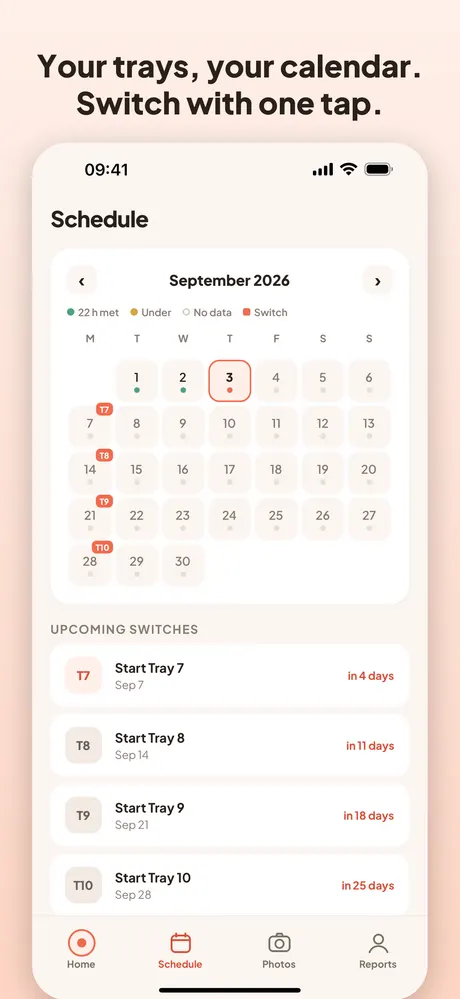 Your trays, your calendar.
Switch with one tap.
09:41
Schedule
‹ September 2026 ›
22 h met Under No data Switch
M T W T F S S
1 2 3 4 5 6
T7
7 8 9 10 11 12 13
T8
14 15 16 17 18 19 20
T9
21 22 23 24 25 26 27
T10
28 29 30
UPCOMING SWITCHES
T7 Start Tray 7 in 4 days
Sep 7
T8 Start Tray 8 in 11 days
Sep 14
T9 Start Tray 9 in 18 days
Sep 21
T10 Start Tray 10 in 25 days
Sep 28
Home Schedule Photos Reports